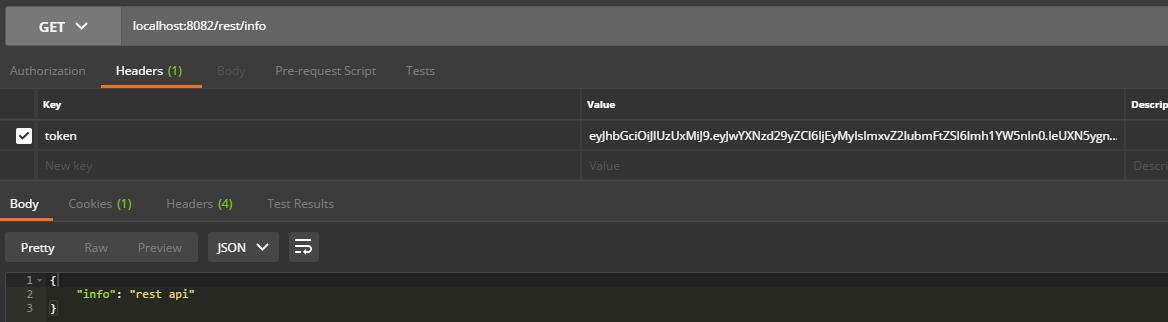 GET localhost:8082/rest/info
Authorization Headers (1) Body Pre-request Script Tests
Key Value Descrip
token eyJhbGciOiJIUzUxMiJ9.eyJwYXNzd29yZCI6IjEyMyIsImxvZ2lubmFtZSI6Imh1YW5nIn0.IeUXN5ygn...
New key Value Descri
Body Cookies (1) Headers (4) Test Results
Pretty Raw Preview JSON
1 {
2 "info": "rest api"
3 }